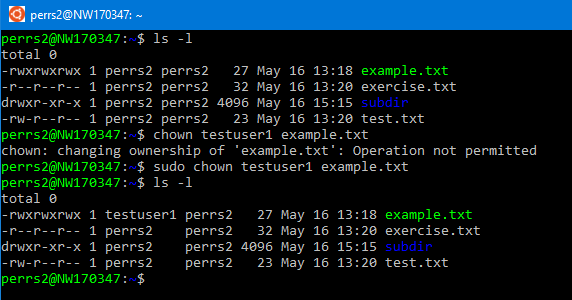 perrs2@NW170347: ~
perrs2@NW170347:~$ ls -l
total 0
-rwxrwxrwx 1 perrs2 perrs2   27 May 16 13:18 example.txt
-r--r--r-- 1 perrs2 perrs2   32 May 16 13:20 exercise.txt
drwxr-xr-x 1 perrs2 perrs2 4096 May 16 15:15 subdir
-rw-r--r-- 1 perrs2 perrs2   23 May 16 13:20 test.txt
perrs2@NW170347:~$ chown testuser1 example.txt
chown: changing ownership of 'example.txt': Operation not permitted
perrs2@NW170347:~$ sudo chown testuser1 example.txt
perrs2@NW170347:~$ ls -l
total 0
-rwxrwxrwx 1 testuser1 perrs2   27 May 16 13:18 example.txt
-r--r--r-- 1 perrs2    perrs2   32 May 16 13:20 exercise.txt
drwxr-xr-x 1 perrs2    perrs2 4096 May 16 15:15 subdir
-rw-r--r-- 1 perrs2    perrs2   23 May 16 13:20 test.txt
perrs2@NW170347:~$